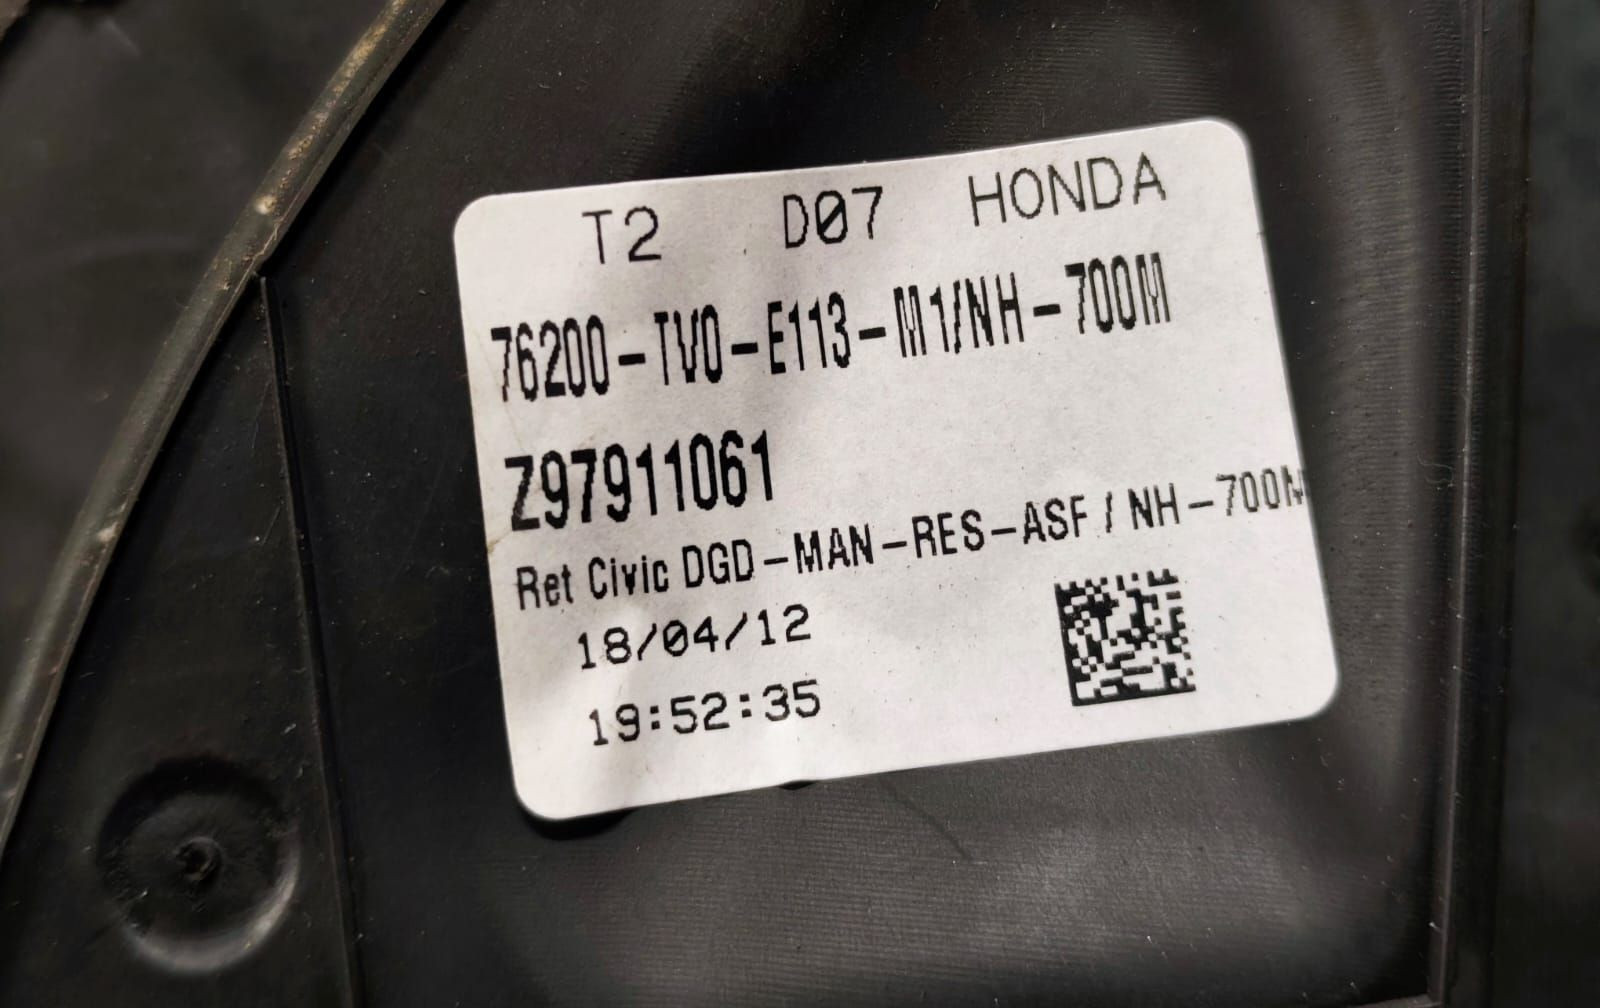 T2 D07 HONDA
76200-TV0-E113-M1/NH-700M
Z97911061
Ret Civic DGD-MAN-RES-ASF / NH-700M
18/04/12
19:52:35